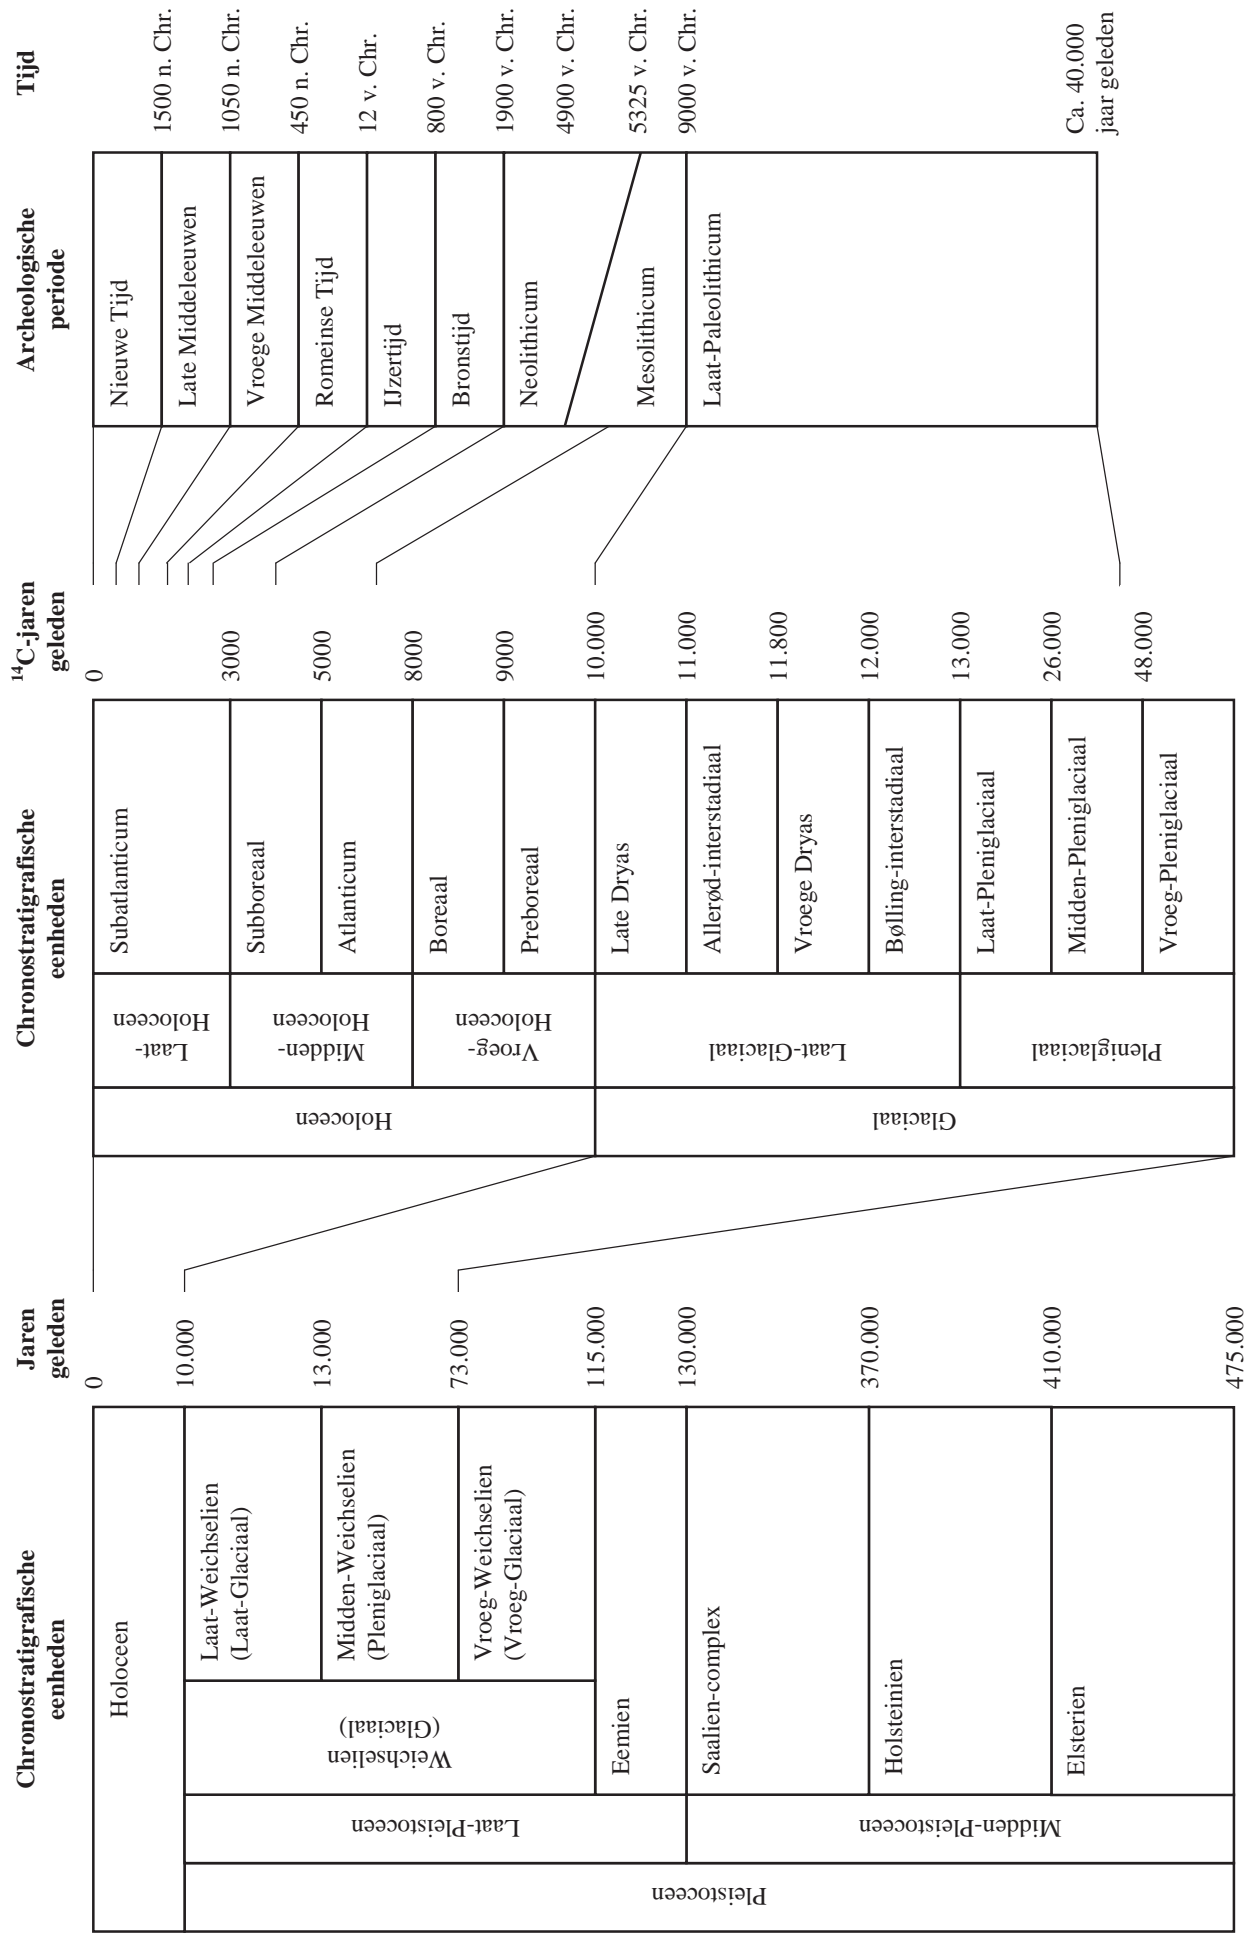 Chronostratigrafische
eenheden
Jaren
geleden
Chronostratigrafische
eenheden
14C-jaren
geleden
Archeologische
periode
Tijd
Holoceen
Pleistoceen
Laat-Pleistoceen
Midden-Pleistoceen
Weichselien
(Glaciaal)
Laat-Weichselien
(Laat-Glaciaal)
Midden-Weichselien
(Pleniglaciaal)
Vroeg-Weichselien
(Vroeg-Glaciaal)
Eemien
Saalien-complex
Holsteinien
Elsterien
0
10.000
13.000
73.000
115.000
130.000
370.000
410.000
475.000
Holoceen
Glaciaal
Laat-
Holoceen
Midden-
Holoceen
Vroeg-
Holoceen
Laat-Glaciaal
Pleniglaciaal
Subatlanticum
Subboreaal
Atlanticum
Boreaal
Preboreaal
Late Dryas
Allerød-interstadiaal
Vroege Dryas
Bølling-interstadiaal
Laat-Pleniglaciaal
Midden-Pleniglaciaal
Vroeg-Pleniglaciaal
0
3000
5000
8000
9000
10.000
11.000
11.800
12.000
13.000
26.000
48.000
Nieuwe Tijd
Late Middeleeuwen
Vroege Middeleeuwen
Romeinse Tijd
IJzertijd
Bronstijd
Neolithicum
Mesolithicum
Laat-Paleolithicum
1500 n. Chr.
1050 n. Chr.
450 n. Chr.
12 v. Chr.
800 v. Chr.
1900 v. Chr.
4900 v. Chr.
5325 v. Chr.
9000 v. Chr.
Ca. 40.000
jaar geleden